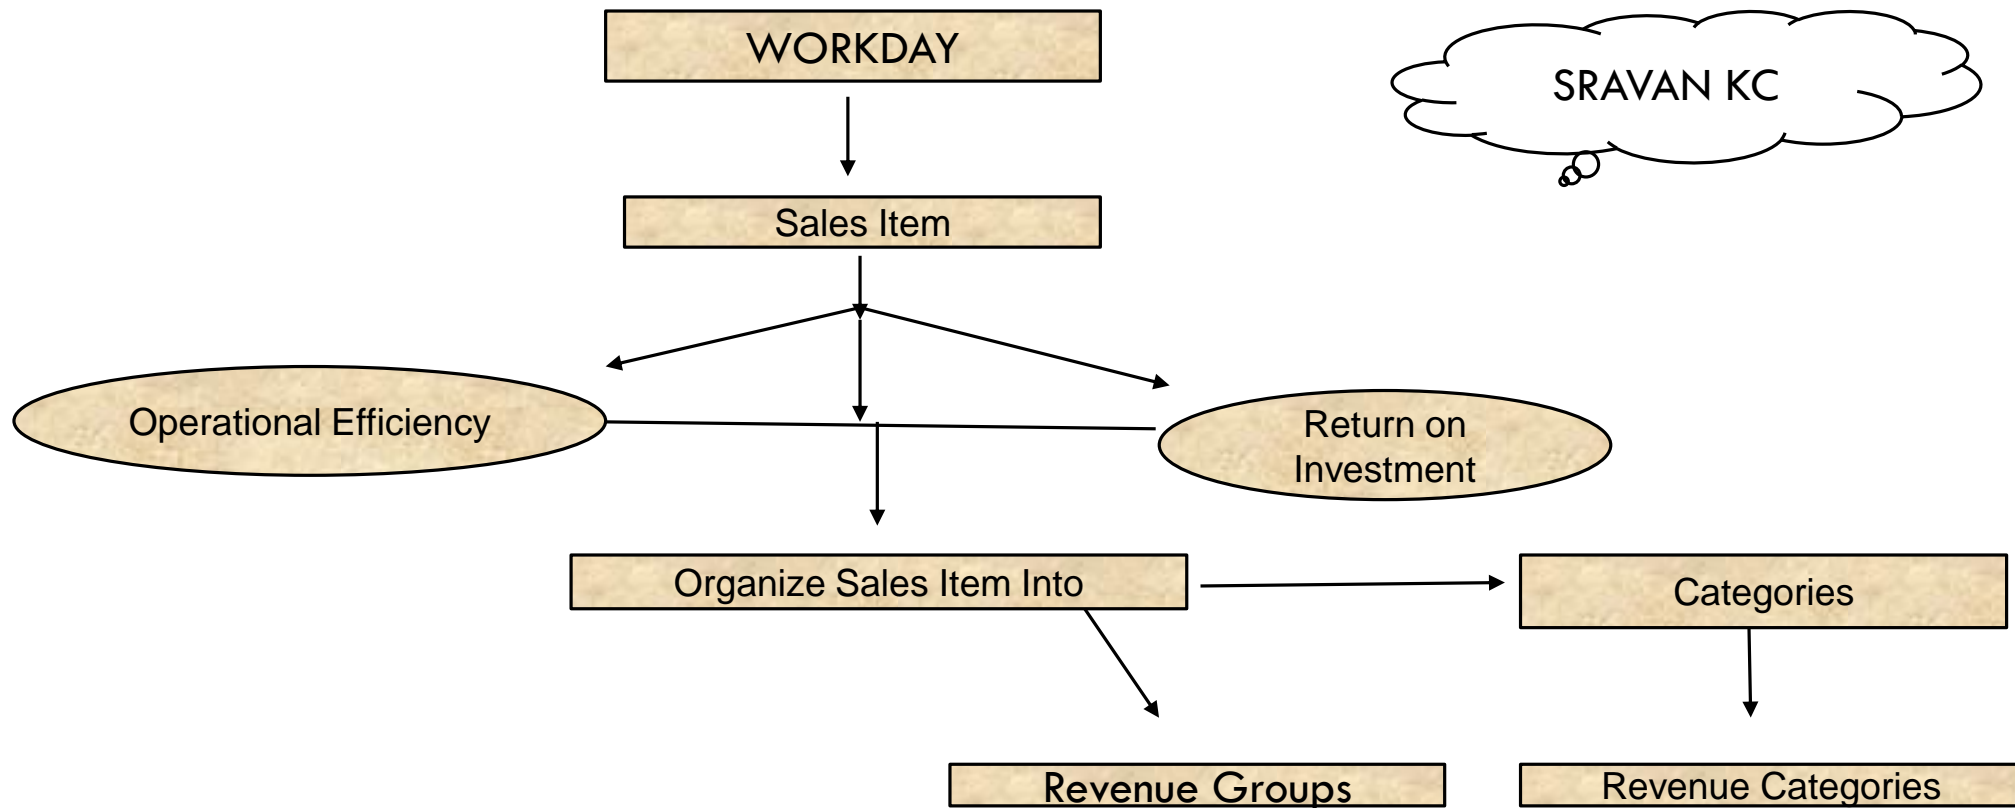 WORKDAY
SRAVAN KC
Sales Item
Operational Efficiency
Return on
Investment
Organize Sales Item Into
Categories
Revenue Groups
Revenue Categories